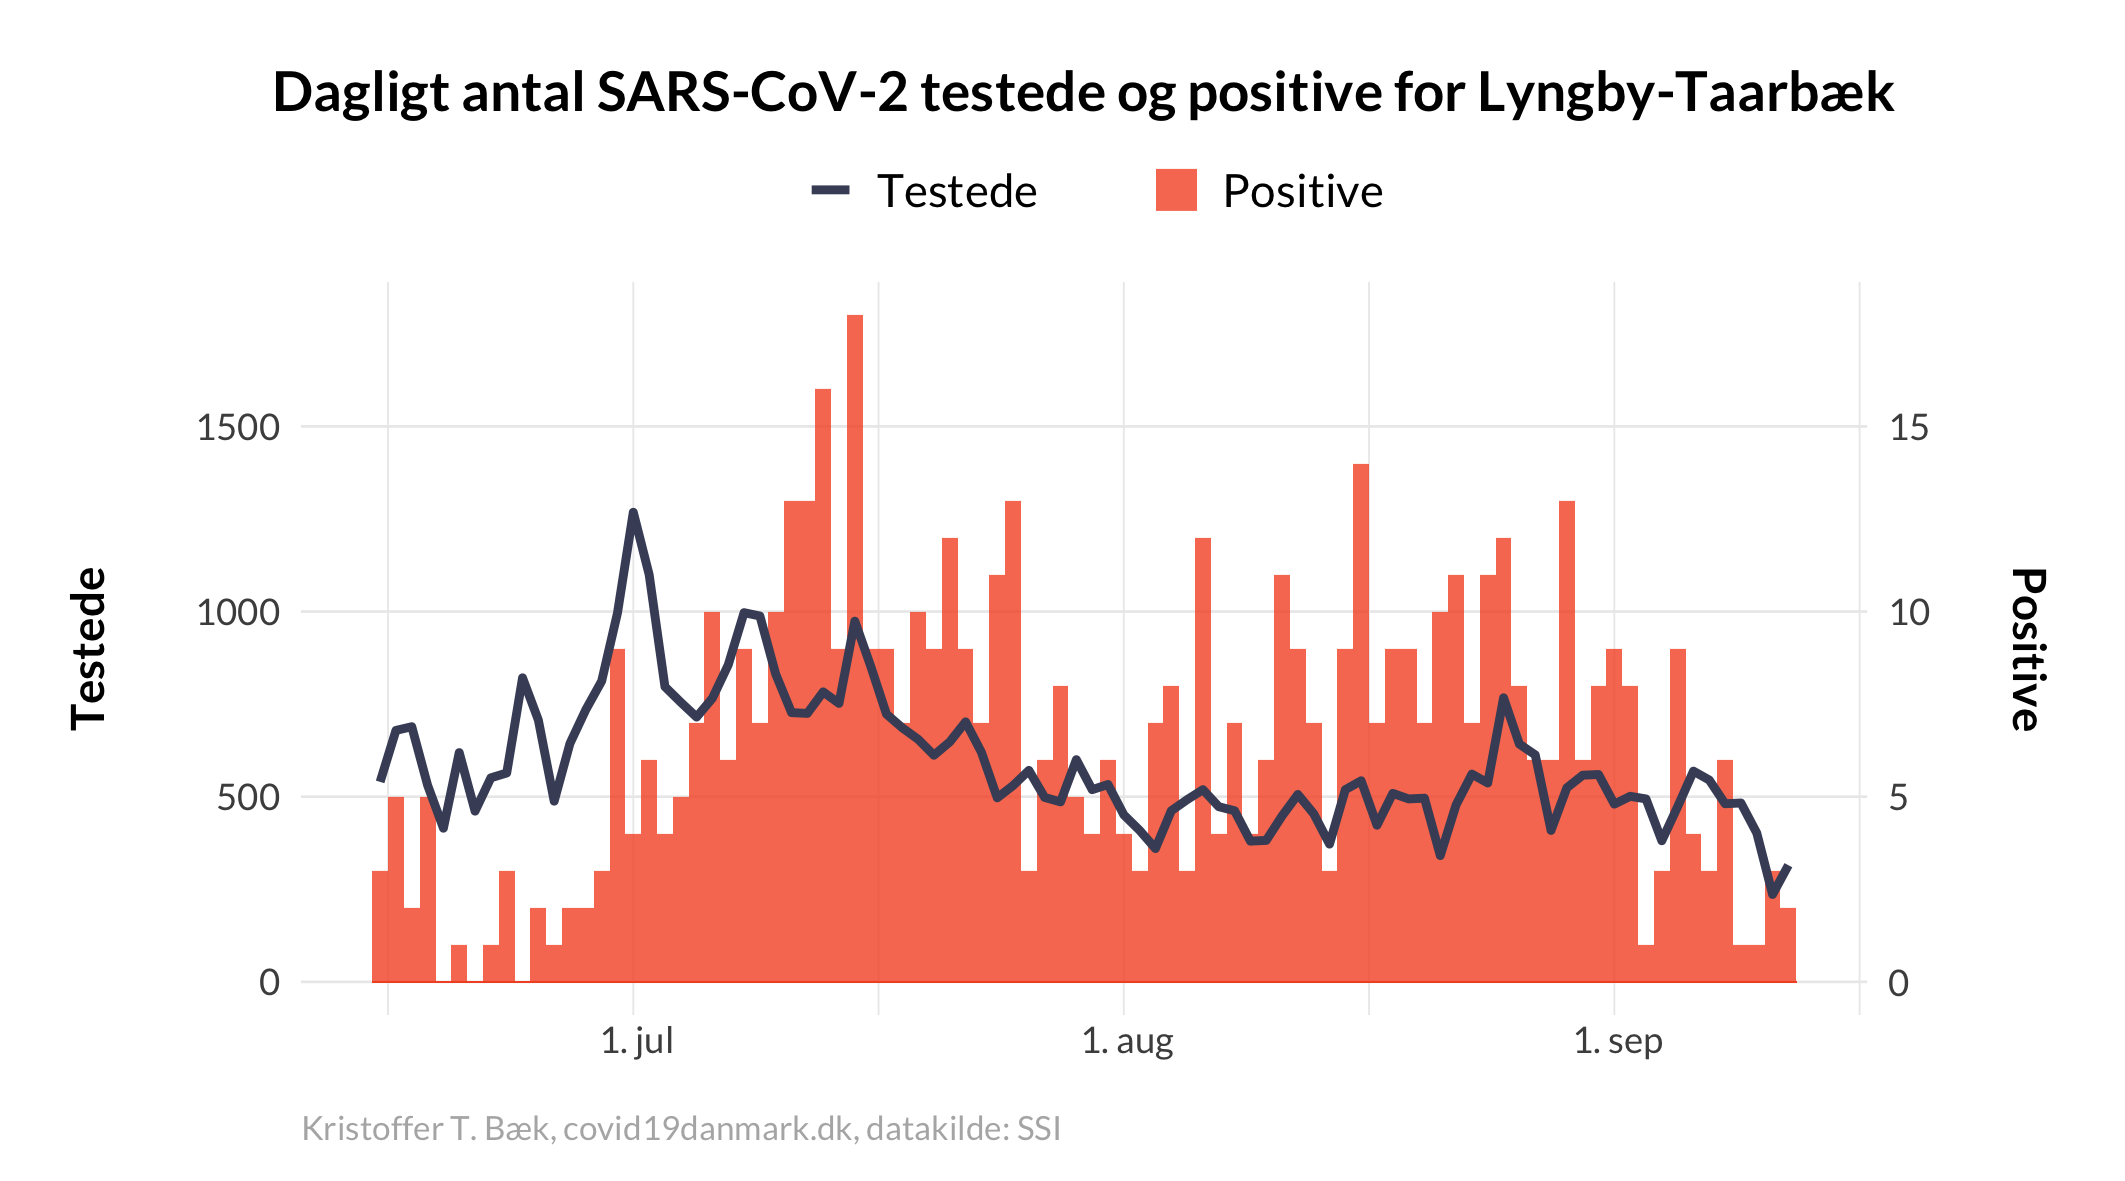 Dagligt antal SARS-CoV-2 testede og positive for Lyngby-Taarbæk
Testede
Positive
1500
1000
500
0
Testede
15
10
5
0
Positive
1. jul
1. aug
1. sep
Kristoffer T. Bæk, covid19danmark.dk, datakilde: SSI